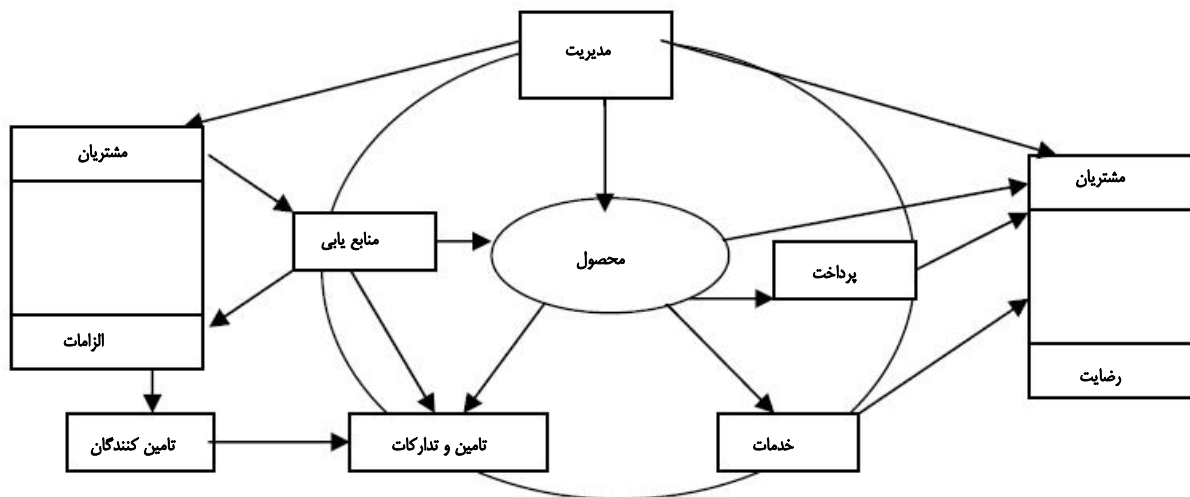 مدیریت
مشتریان
مشتریان
منابع یابی
محصول
پرداخت
الزامات
رضایت
تامین کنندگان
تامین و تدارکات
خدمات